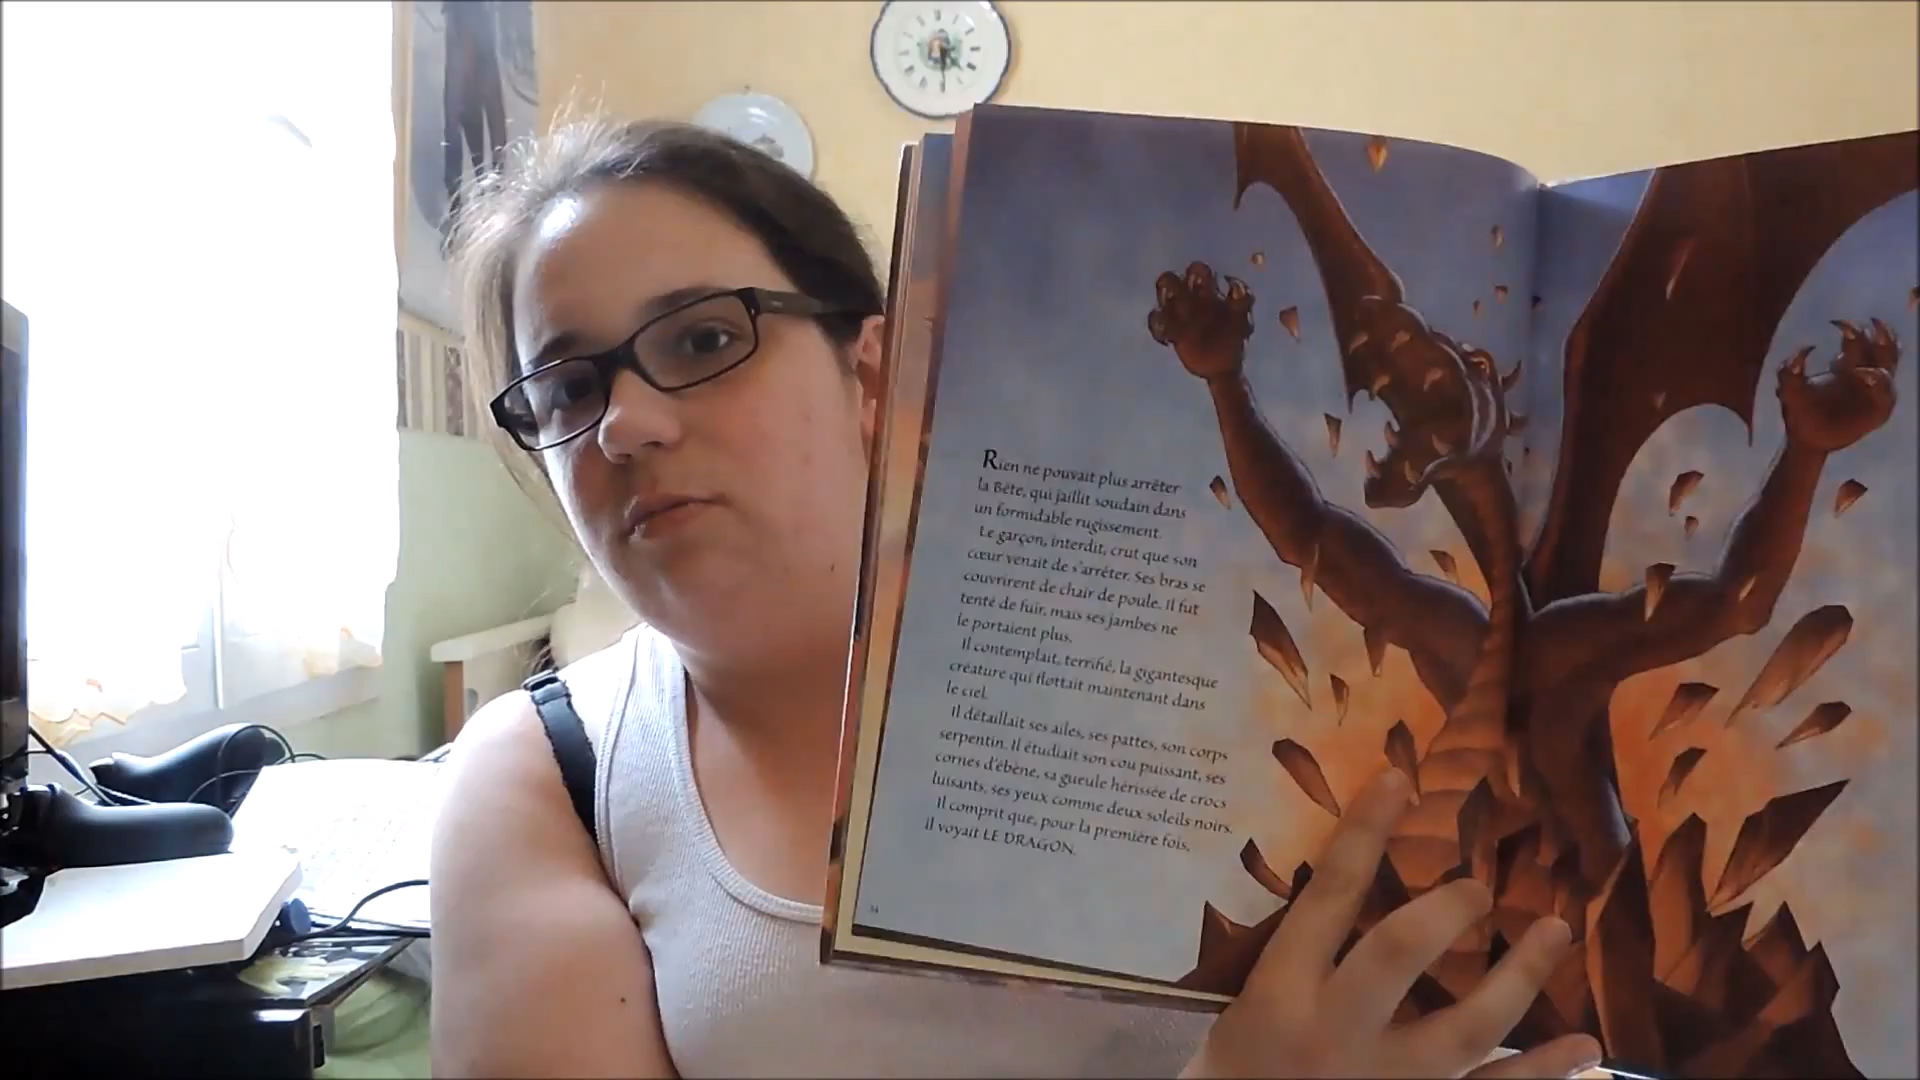 Rien ne pouvait plus arrêter
la Bête, qui jaillit soudain dans
un formidable rugissement.
Le garçon, interdit, crut que son
cœur venait de s'arrêter. Ses bras se
couvrirent de chair de poule. Il fut
tenté de fuir, mais ses jambes ne
le portaient plus.
Il contemplait, terrifié, la gigantesque
créature qui flottait maintenant dans
le ciel.
Il détaillait ses ailes, ses pattes, son corps
serpentin. Il étudiait son cou puissant, ses
cornes d'ébène, sa gueule hérissée de crocs
luisants, ses yeux comme deux soleils noirs.
Il comprit que, pour la première fois,
il voyait LE DRAGON.